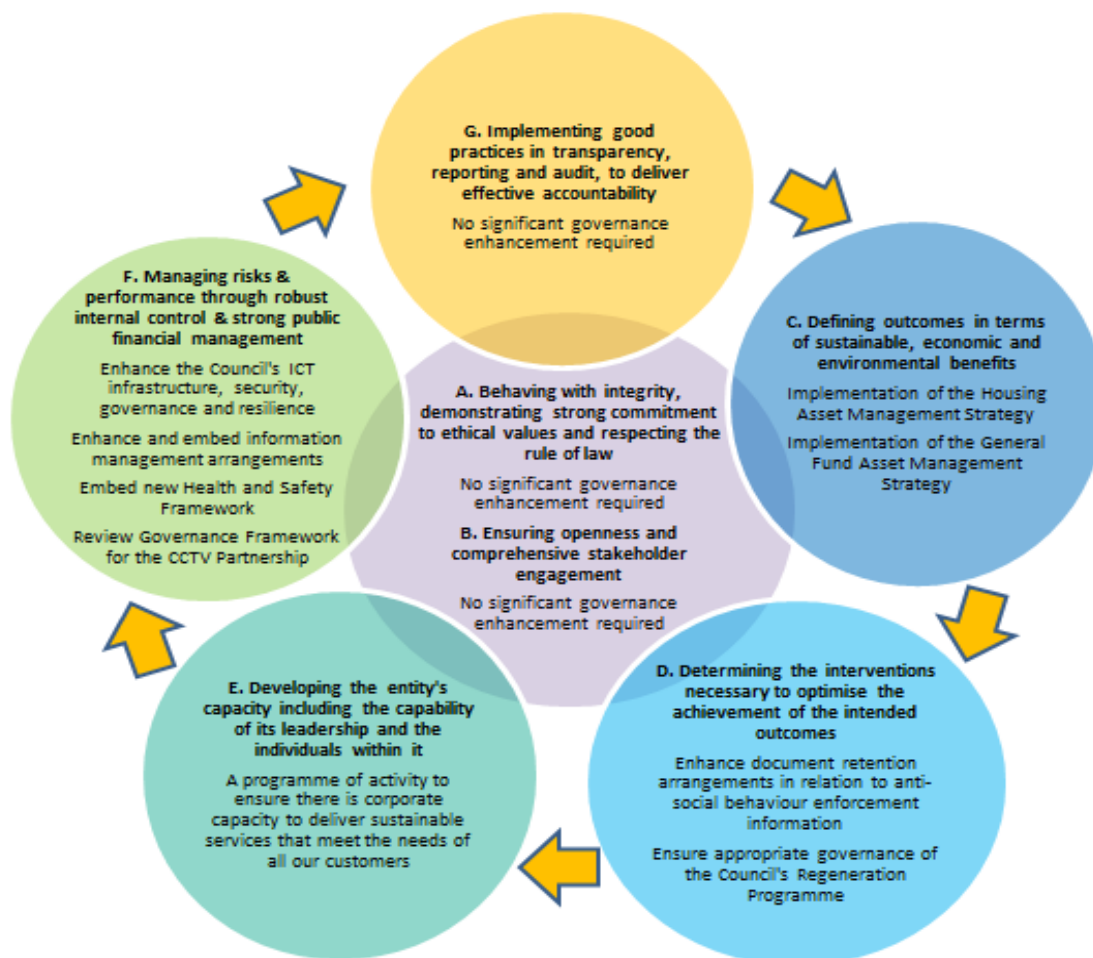 G. Implementing good
practices in transparency,
reporting and audit, to deliver
effective accountability
No significant governance
enhancement required
C. Defining outcomes in terms
of sustainable, economic and
environmental benefits
Implementation of the Housing
Asset Management Strategy
Implementation of the General
Fund Asset Management
Strategy
D. Determining the interventions
necessary to optimise the
achievement of the intended
outcomes
Enhance document retention
arrangements in relation to anti-
social behaviour enforcement
information
Ensure appropriate governance of
the Council's Regeneration
Programme
E. Developing the entity's
capacity including the capability
of its leadership and the
individuals within it
A programme of activity to
ensure there is corporate
capacity to deliver sustainable
services that meet the needs of
all our customers
F. Managing risks &
performance through robust
internal control & strong public
financial management
Enhance the Council's ICT
infrastructure, security,
governance and resilience
Enhance and embed information
management arrangements
Embed new Health and Safety
Framework
Review Governance Framework
for the CCTV Partnership
A. Behaving with integrity,
demonstrating strong commitment
to ethical values and respecting the
rule of law
No significant governance
enhancement required
B. Ensuring openness and
comprehensive stakeholder
engagement
No significant governance
enhancement required